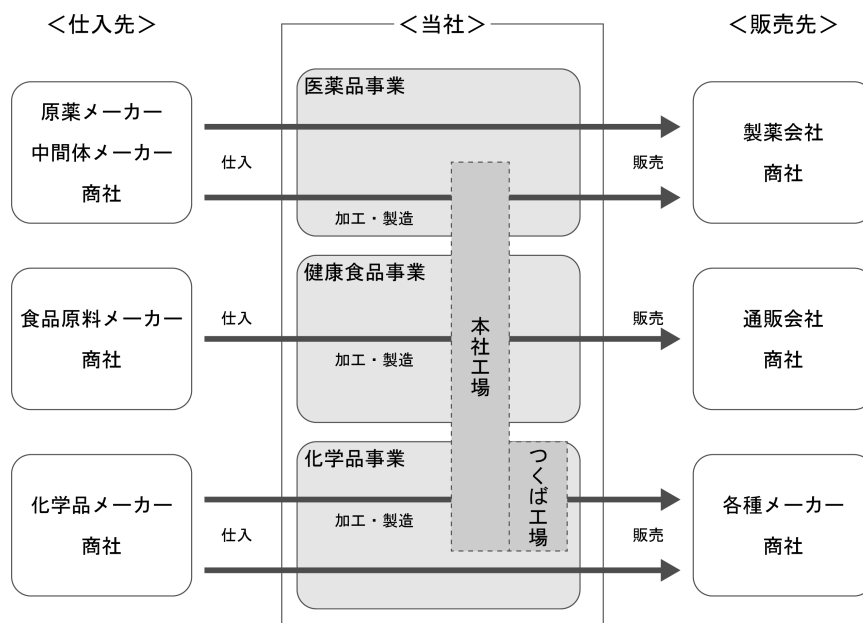 ＜仕入先＞
＜当社＞
＜販売先＞
医薬品事業
原薬メーカー
中間体メーカー
商社
仕入
加工・製造
販売
製薬会社
商社
健康食品事業
食品原料メーカー
商社
仕入
加工・製造
本社工場
販売
通販会社
商社
化学品事業
化学品メーカー
商社
仕入
加工・製造
つくば工場
販売
各種メーカー
商社